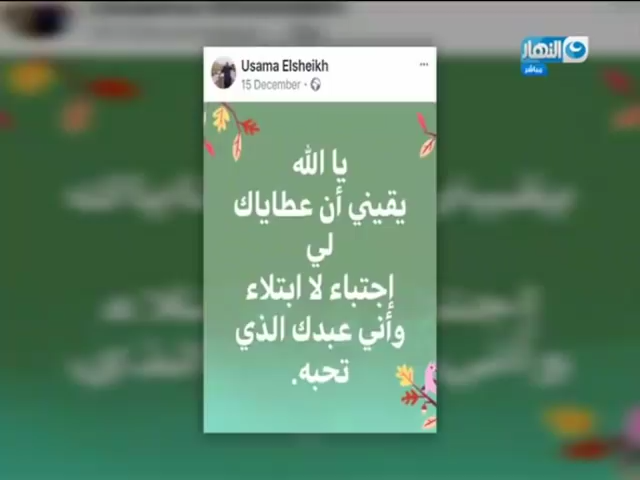 النهار
مباشر
Usama Elsheikh
15 December
يا الله
يقيني أن عطاياك
لي
إجتباء لا ابتلاء
وأني عبدك الذي
تحبه.